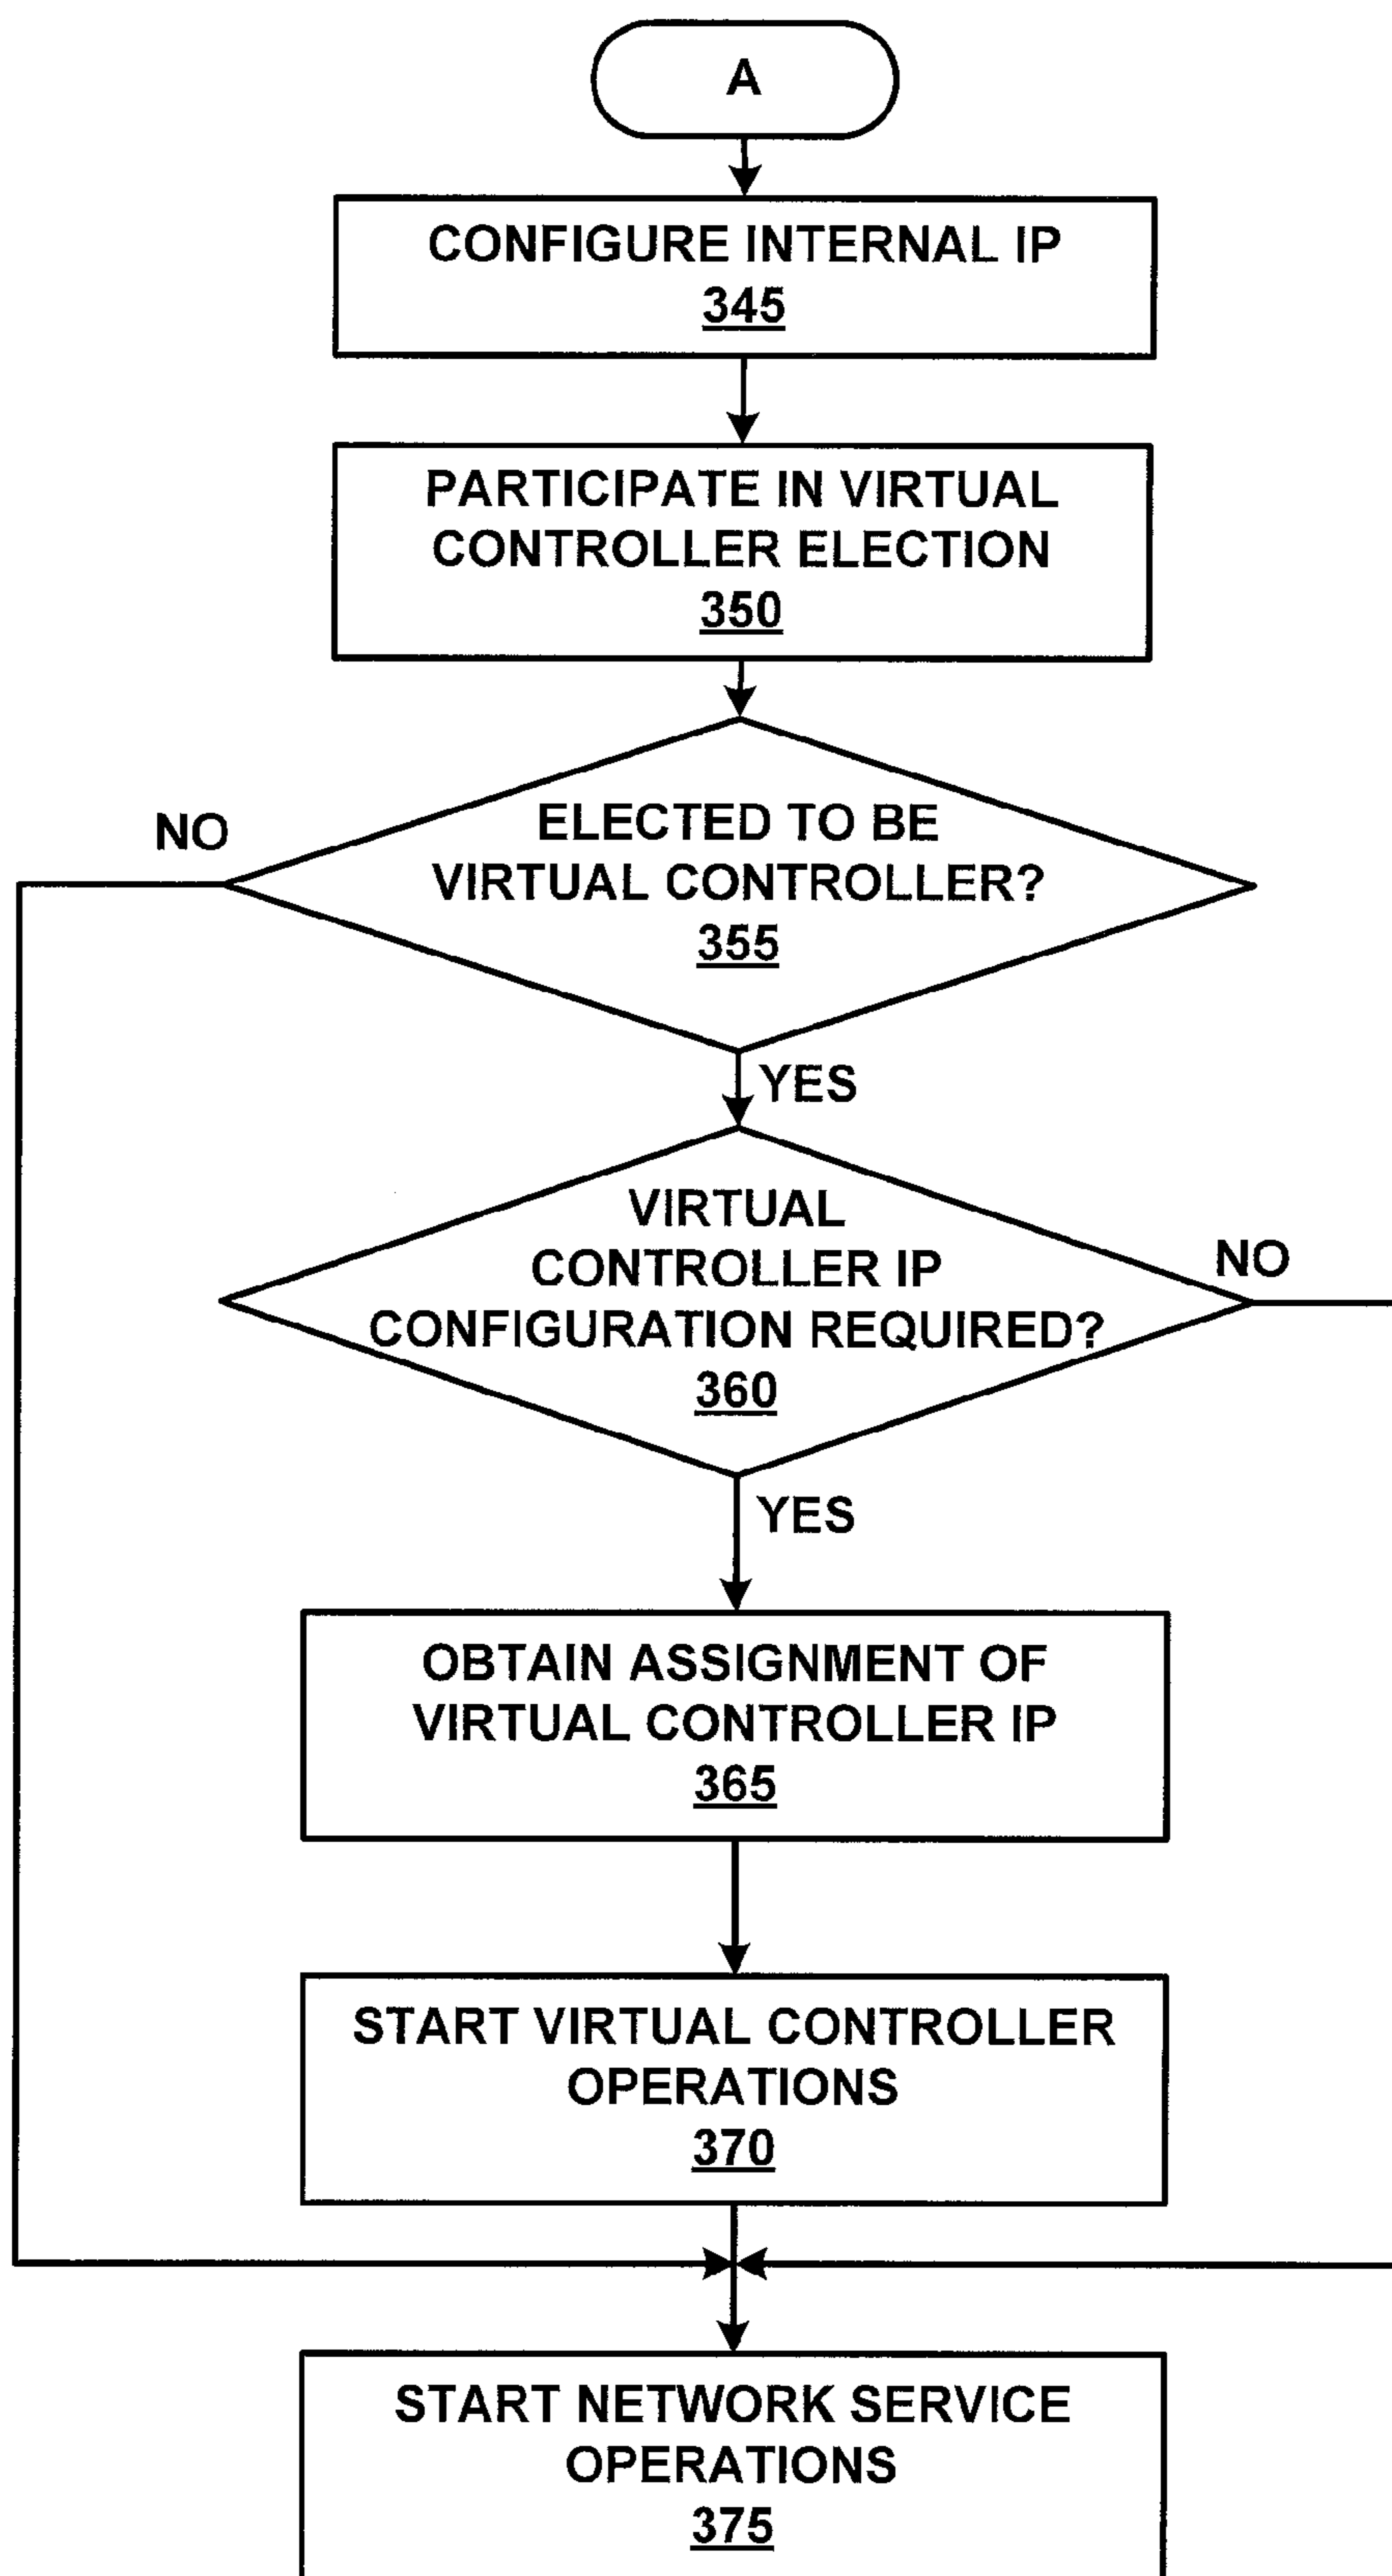 A
CONFIGURE INTERNAL IP
345
PARTICIPATE IN VIRTUAL
CONTROLLER ELECTION
350
NO
ELECTED TO BE
VIRTUAL CONTROLLER?
355
YES
VIRTUAL
CONTROLLER IP
CONFIGURATION REQUIRED?
360
NO
YES
OBTAIN ASSIGNMENT OF
VIRTUAL CONTROLLER IP
365
START VIRTUAL CONTROLLER
OPERATIONS
370
START NETWORK SERVICE
OPERATIONS
375